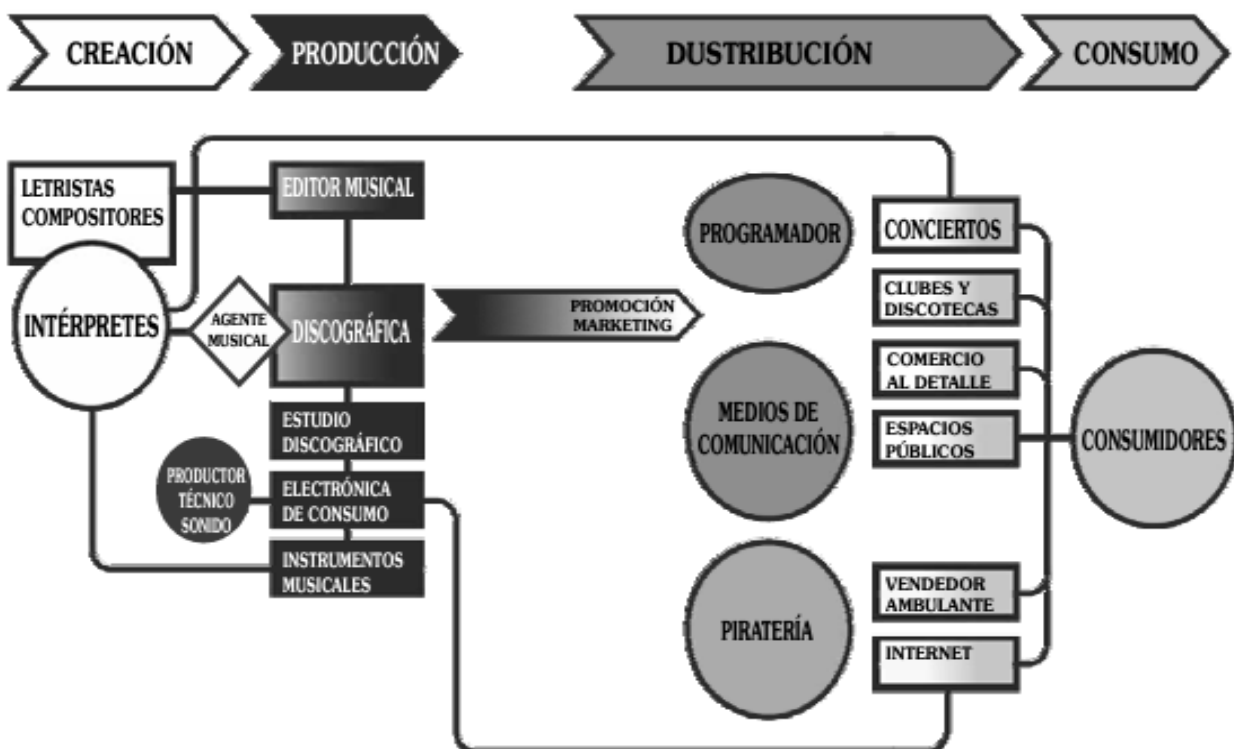 CREACIÓN
PRODUCCIÓN
DUSTRIBUCIÓN
CONSUMO
LETRISTAS
COMPOSITORES
EDITOR MUSICAL
INTÉRPRETES
AGENTE
MUSICAL
DISCOGRÁFICA
PROMOCIÓN
MARKETING
ESTUDIO
DISCOGRÁFICO
PRODUCTOR
TÉCNICO
SONIDO
ELECTRÓNICA
DE CONSUMO
INSTRUMENTOS
MUSICALES
PROGRAMADOR
MEDIOS DE
COMUNICACIÓN
PIRATERÍA
CONCIERTOS
CLUBES Y
DISCOTECAS
COMERCIO
AL DETALLE
ESPACIOS
PÚBLICOS
VENDEDOR
AMBULANTE
INTERNET
CONSUMIDORES